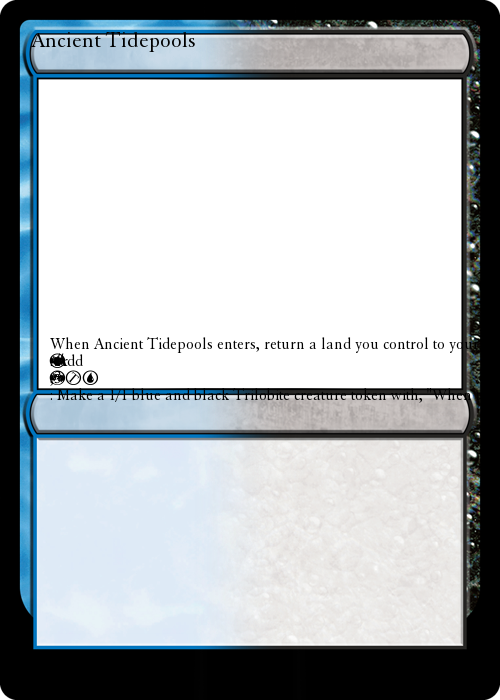 Ancient Tidepools
When Ancient Tidepools enters, return a land you control to you
dd
: Make a 1/1 blue and black Trilobite creature token with, "When